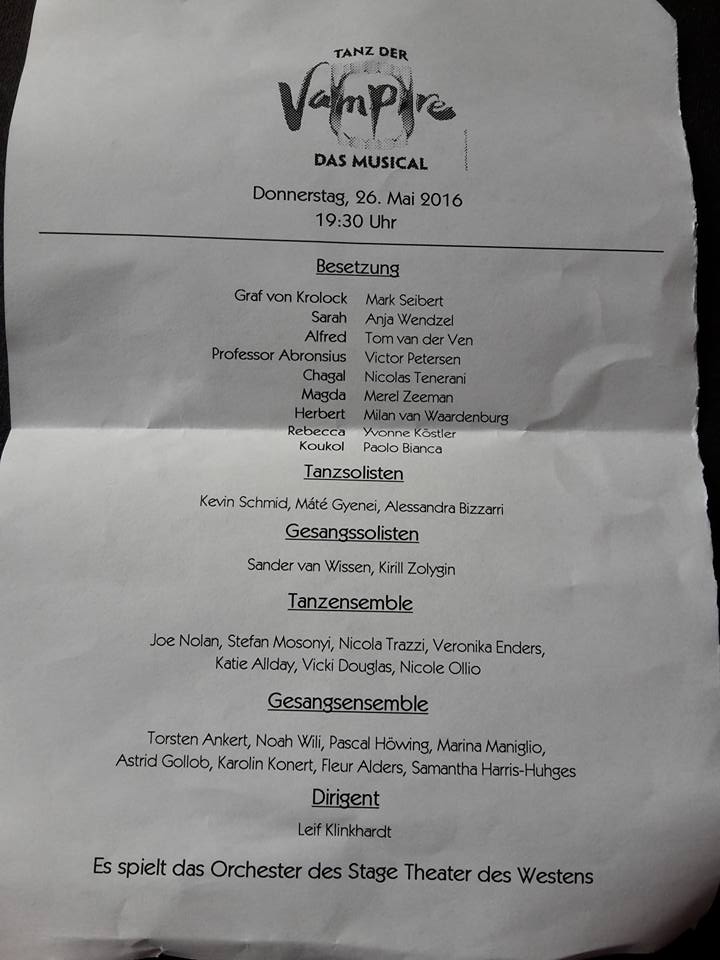 TANZ DER
Vampire
DAS MUSICAL
Donnerstag, 26. Mai 2016
19:30 Uhr
Besetzung
Graf von Krolock Mark Seibert
Sarah Anja Wendzel
Alfred Tom van der Ven
Professor Abronsius Victor Petersen
Chagal Nicolas Tenerani
Magda Merel Zeeman
Herbert Milan van Waardenburg
Rebecca Yvonne Köstler
Koukol Paolo Bianca
Tanzsolisten
Kevin Schmid, Máté Gyenei, Alessandra Bizzarri
Gesangssolisten
Sander van Wissen, Kirill Zolygin
Tanzensemble
Joe Nolan, Stefan Mosonyi, Nicola Trazzi, Veronika Enders,
Katie Allday, Vicki Douglas, Nicole Ollio
Gesangsensemble
Torsten Ankert, Noah Wili, Pascal Höwing, Marina Maniglio,
Astrid Gollob, Karolin Konert, Fleur Alders, Samantha Harris-Huhges
Dirigent
Leif Klinkhardt
Es spielt das Orchester des Stage Theater des Westens